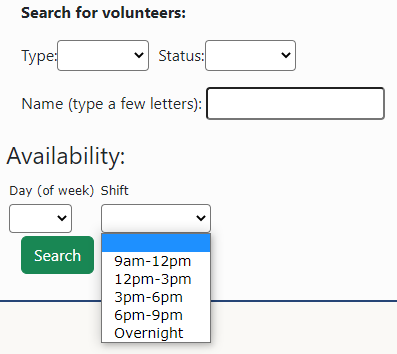 Search for volunteers:
Type: Status:
Name (type a few letters):
Availability:
Day (of week) Shift
Search
9am-12pm
12pm-3pm
3pm-6pm
6pm-9pm
Overnight